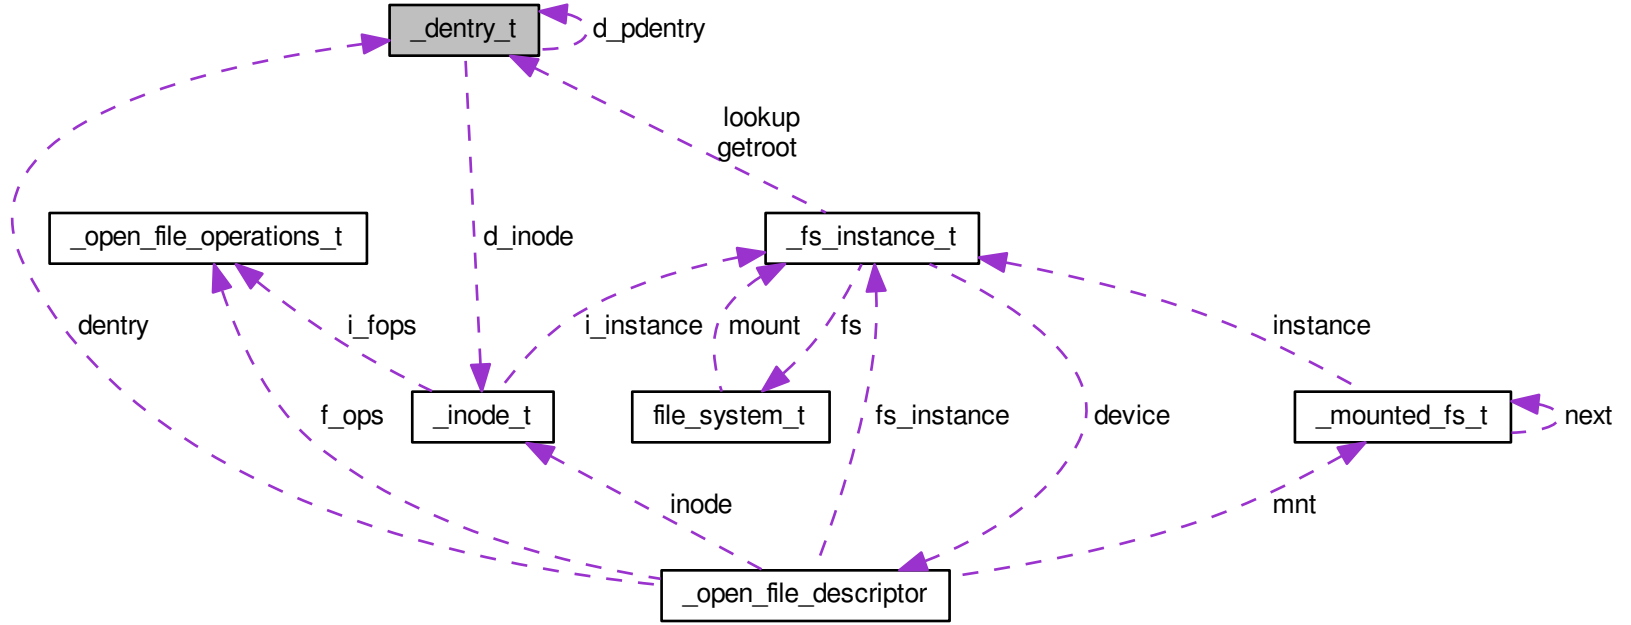 _dentry_t
d_pdentry
lookup
getroot
_open_file_operations_t
d_inode
_fs_instance_t
dentry
i_fops
i_instance
mount
fs
instance
f_ops
_inode_t
file_system_t
fs_instance
device
_mounted_fs_t
next
inode
mnt
_open_file_descriptor